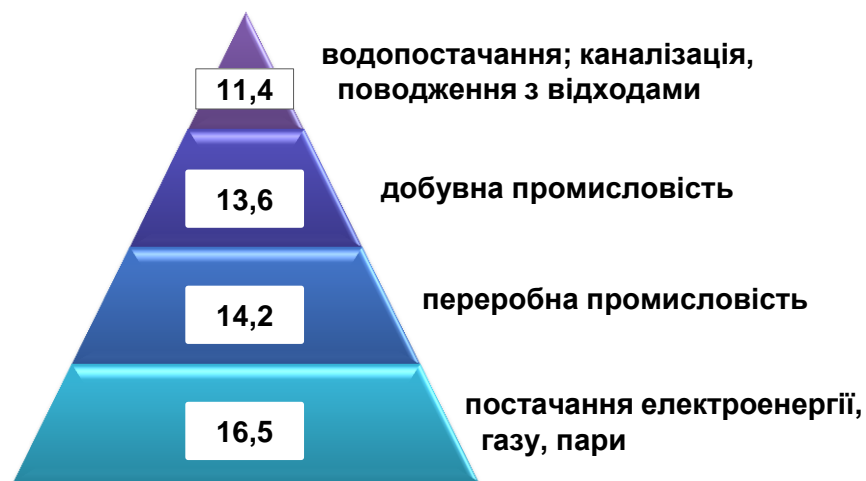 водопостачання; каналізація,
поводження з відходами
11,4
добувна промисловість
13,6
переробна промисловість
14,2
постачання електроенергії,
газу, пари
16,5